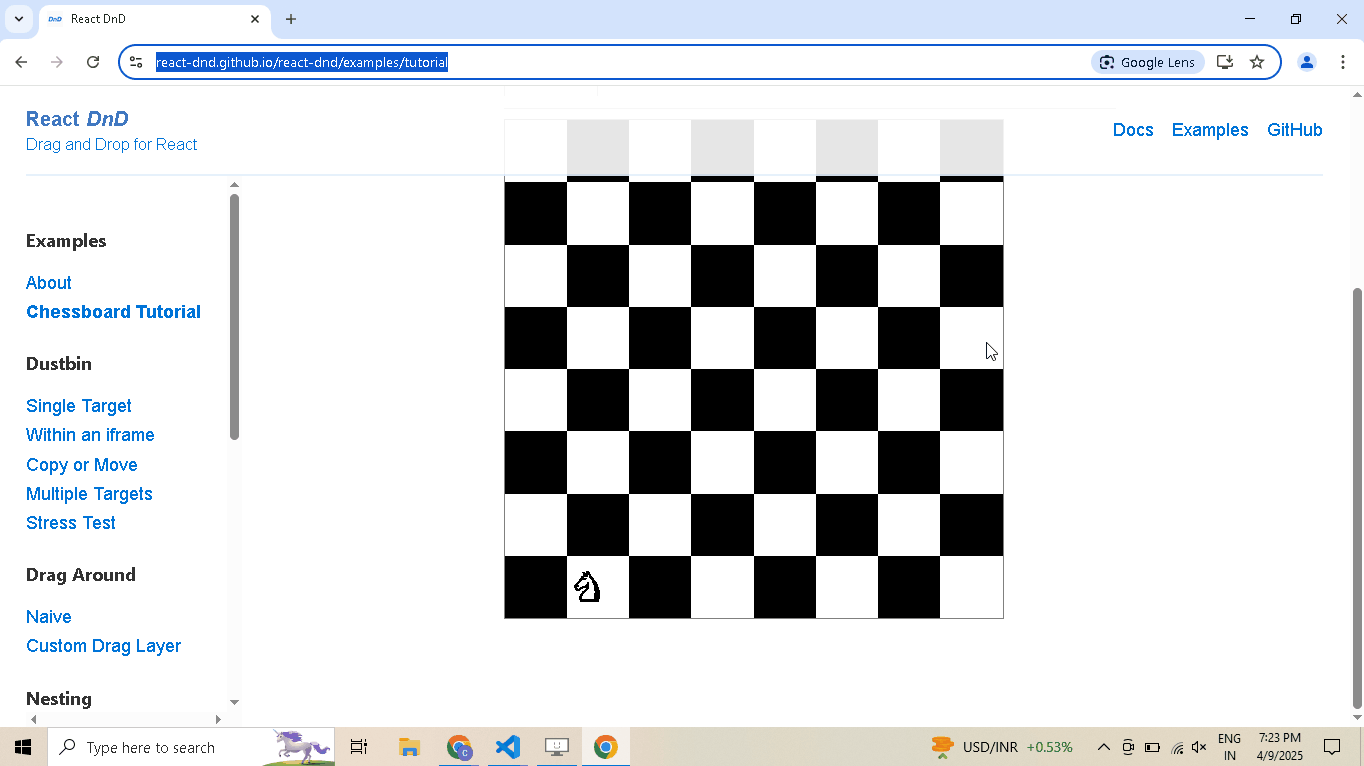 React DnD
react-dnd.github.io/react-dnd/examples/tutorial
Google Lens
React DnD
Drag and Drop for React
Docs Examples GitHub
Examples
About
Chessboard Tutorial
Dustbin
Single Target
Within an iframe
Copy or Move
Multiple Targets
Stress Test
Drag Around
Naive
Custom Drag Layer
Nesting
Type here to search
USD/INR +0.53%
ENG
IN
7:23 PM
4/9/2025